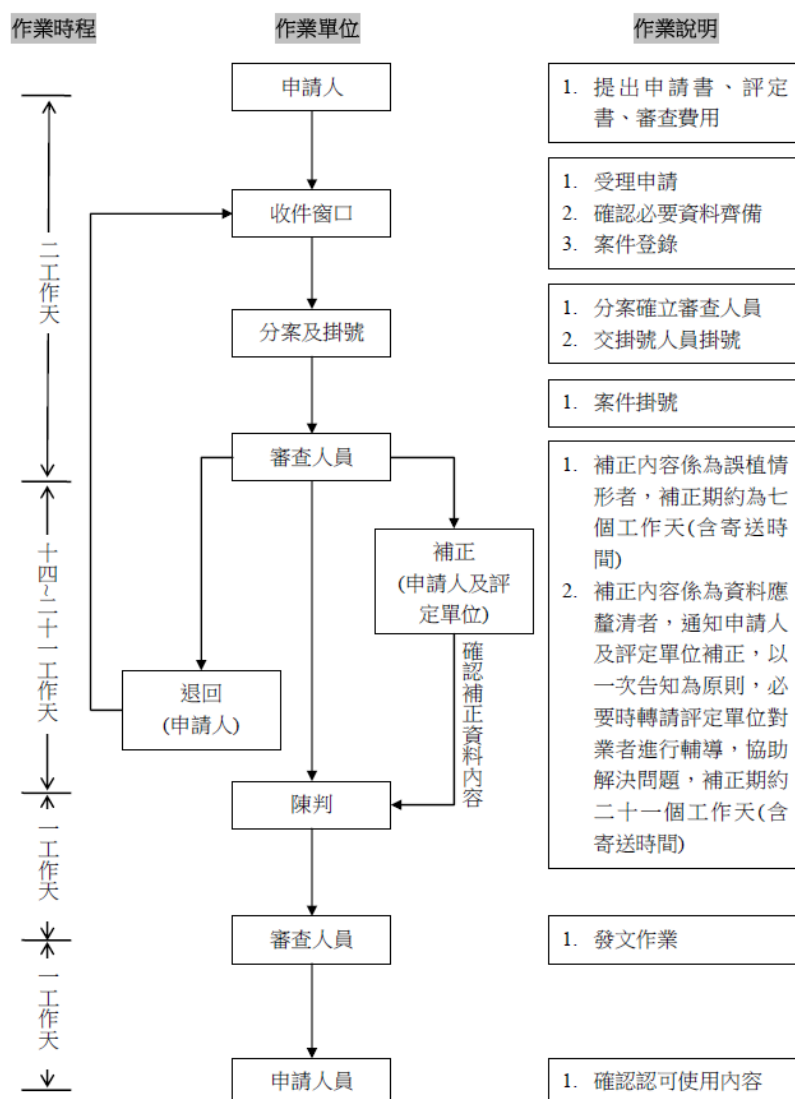 作業時程
作業單位
作業說明
申請人
1. 提出申請書、評定
書、審查費用
收件窗口
1. 受理申請
2. 確認必要資料齊備
3. 案件登錄
二工作天
分案及掛號
1. 分案確立審查人員
2. 交掛號人員掛號
1. 案件掛號
審查人員
1. 補正內容係為誤植情
形者，補正期約為七
個工作天(含寄送時
間)
2. 補正內容係為資料應
釐清者，通知申請人
及評定單位補正，以
一次告知為原則，必
要時轉請評定單位對
業者進行輔導，協助
解決問題，補正期約
二十一個工作天(含
寄送時間)
補正
(申請人及評
定單位)
十四~二十一工作天
確認補正資料內容
退回
(申請人)
陳判
一工作天
審查人員
1. 發文作業
一工作天
申請人員
1. 確認認可使用內容